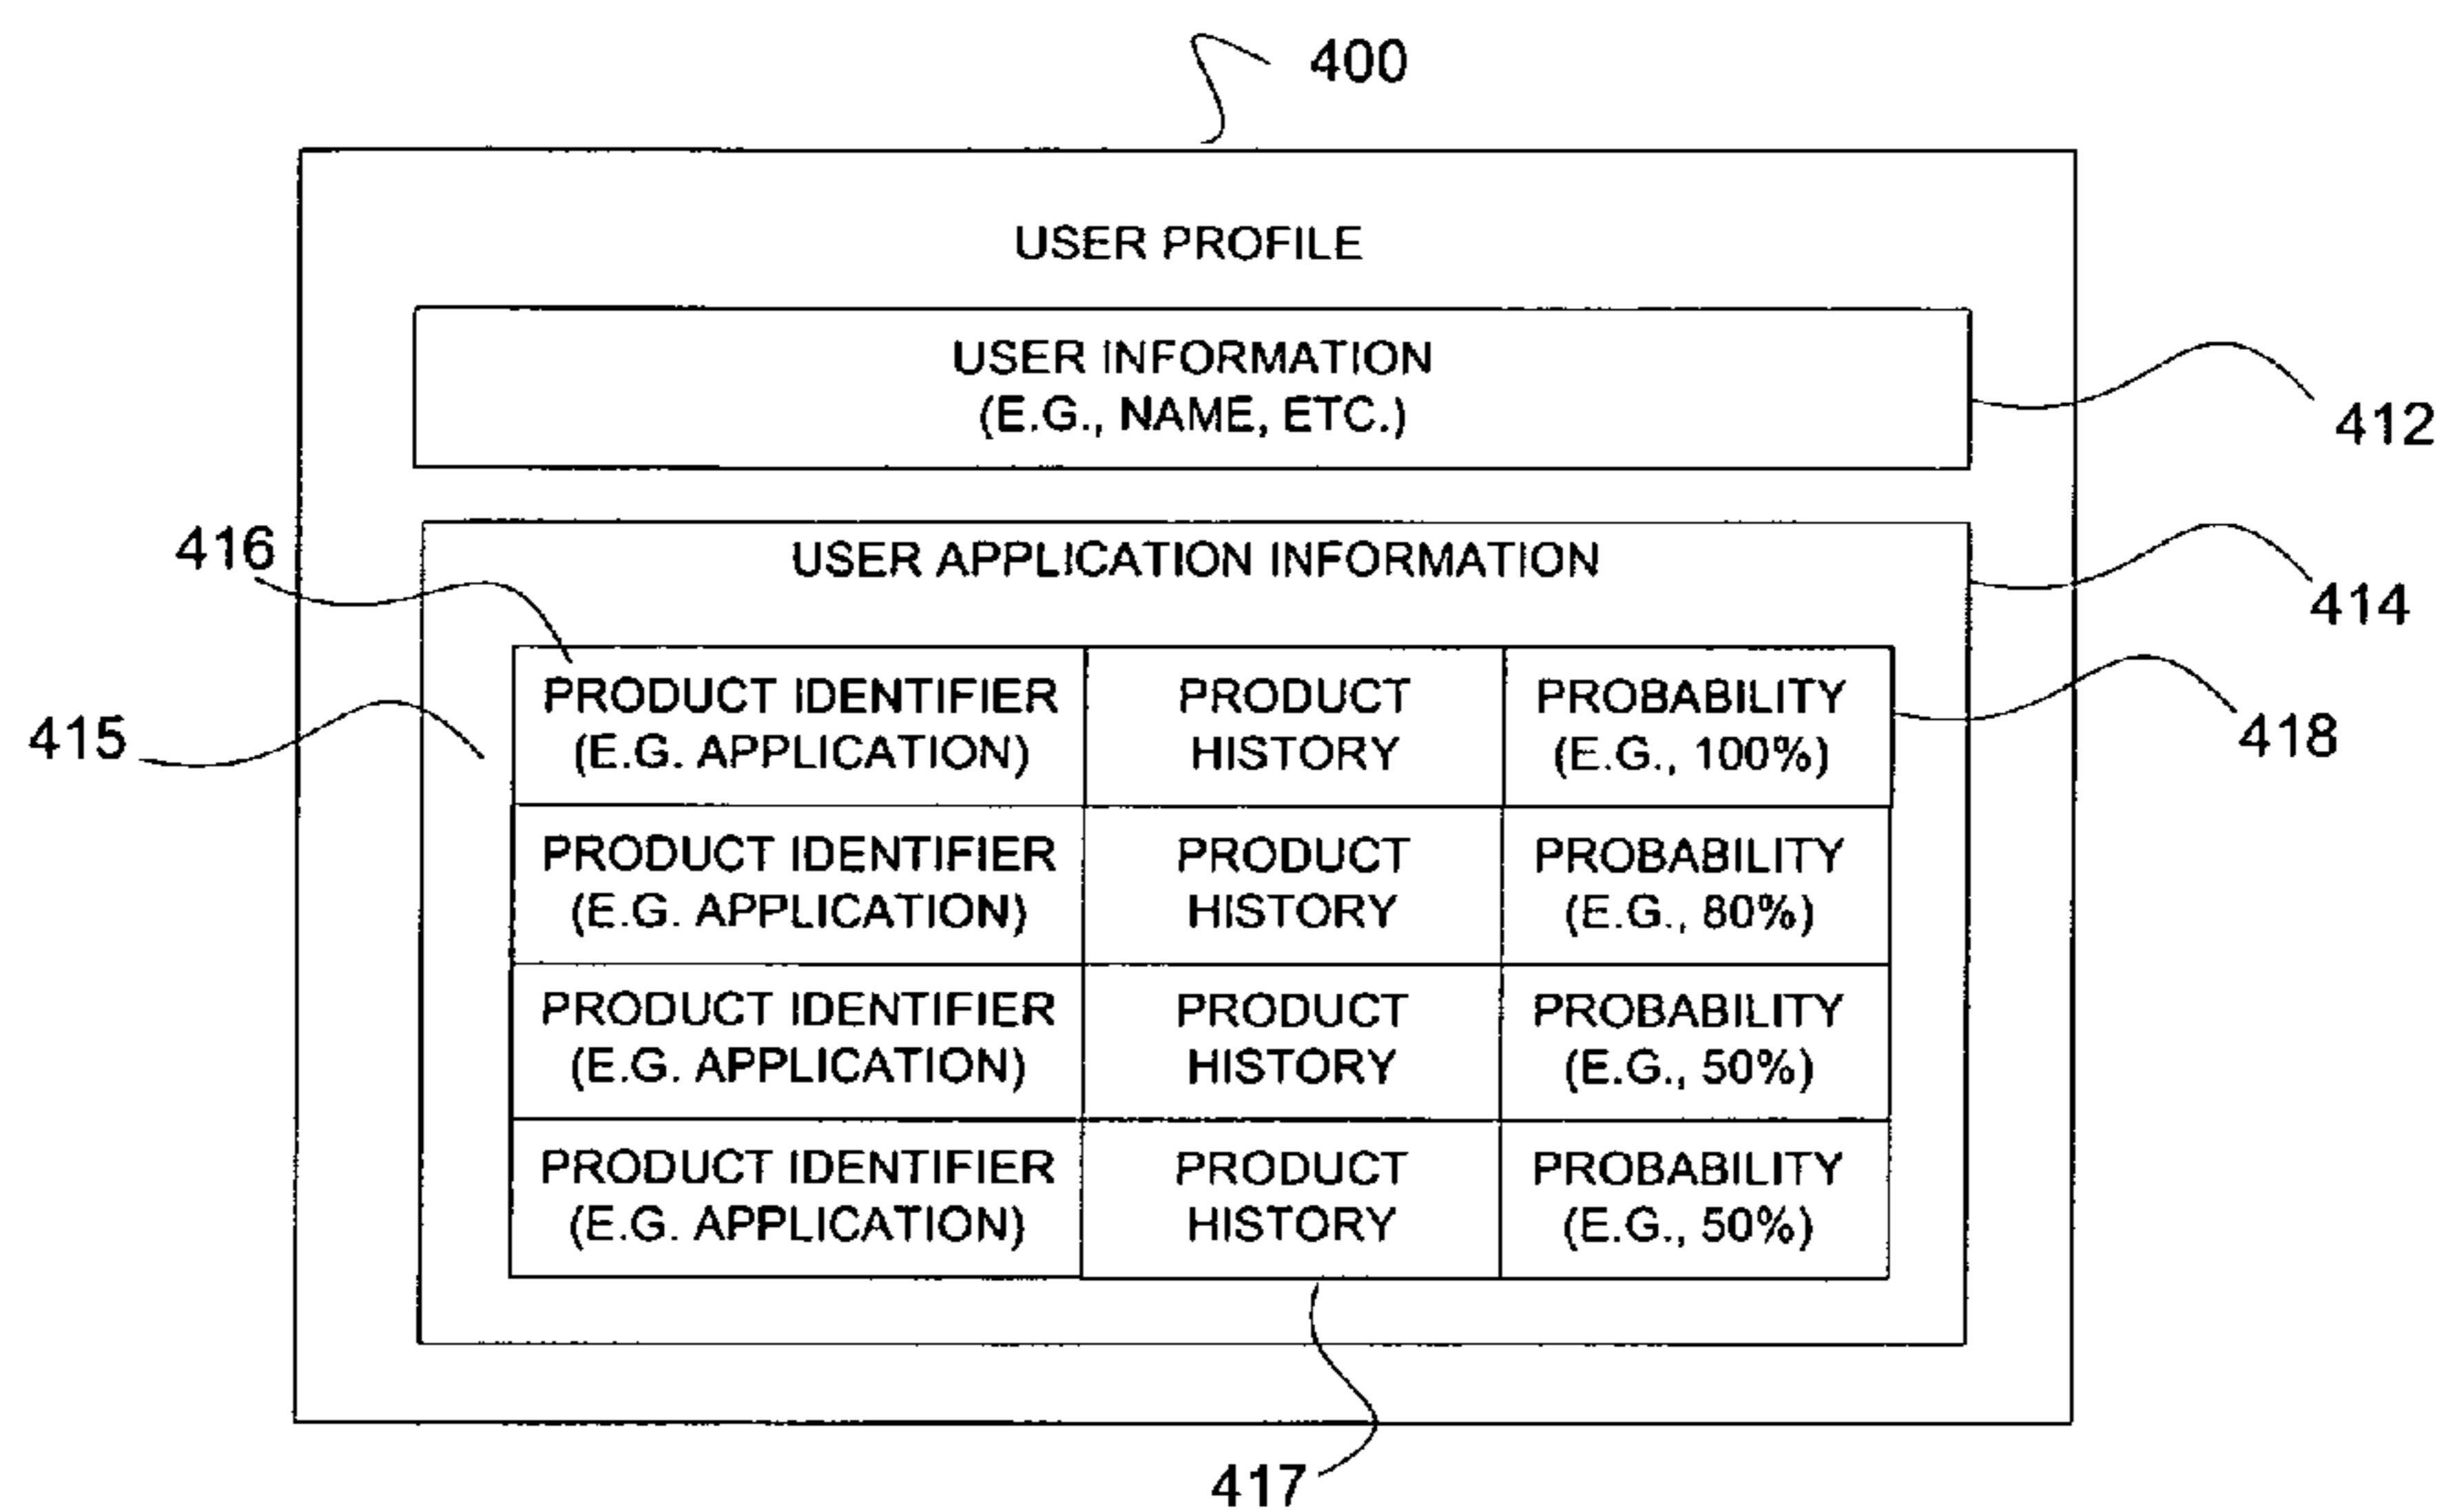 400
USER PROFILE
USER INFORMATION
(E.G., NAME, ETC.)
412
416
USER APPLICATION INFORMATION
414
415
PRODUCT IDENTIFIER
(E.G. APPLICATION)
PRODUCT
HISTORY
PROBABILITY
(E.G., 100%)
418
PRODUCT IDENTIFIER
(E.G. APPLICATION)
PRODUCT
HISTORY
PROBABILITY
(E.G., 80%)
PRODUCT IDENTIFIER
(E.G. APPLICATION)
PRODUCT
HISTORY
PROBABILITY
(E.G., 50%)
PRODUCT IDENTIFIER
(E.G. APPLICATION)
PRODUCT
HISTORY
PROBABILITY
(E.G., 50%)
417